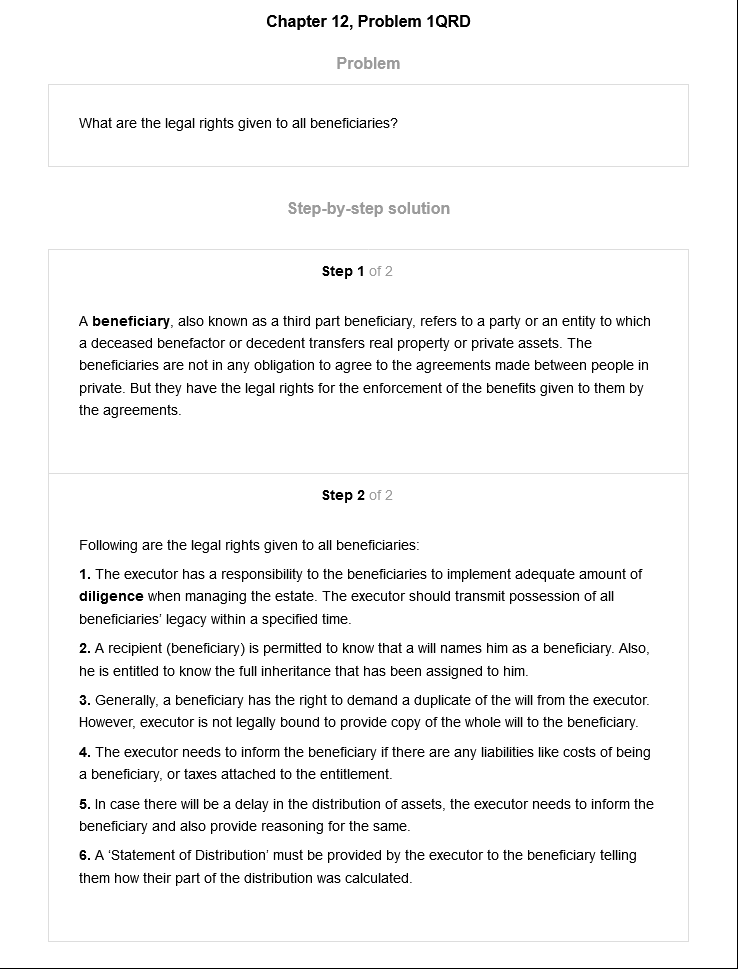 Chapter 12, Problem 1QRD
Problem
What are the legal rights given to all beneficiaries?
Step-by-step solution
Step 1 of 2
A beneficiary, also known as a third part beneficiary, refers to a party or an entity to which
a deceased benefactor or decedent transfers real property or private assets. The
beneficiaries are not in any obligation to agree to the agreements made between people in
private. But they have the legal rights for the enforcement of the benefits given to them by
the agreements.
Step 2 of 2
Following are the legal rights given to all beneficiaries:
1. The executor has a responsibility to the beneficiaries to implement adequate amount of
diligence when managing the estate. The executor should transmit possession of all
beneficiaries’ legacy within a specified time.
2. A recipient (beneficiary) is permitted to know that a will names him as a beneficiary. Also,
he is entitled to know the full inheritance that has been assigned to him.
3. Generally, a beneficiary has the right to demand a duplicate of the will from the executor.
However, executor is not legally bound to provide copy of the whole will to the beneficiary.
4. The executor needs to inform the beneficiary if there are any liabilities like costs of being
a beneficiary, or taxes attached to the entitlement.
5. In case there will be a delay in the distribution of assets, the executor needs to inform the
beneficiary and also provide reasoning for the same.
6. A ‘Statement of Distribution’ must be provided by the executor to the beneficiary telling
them how their part of the distribution was calculated.